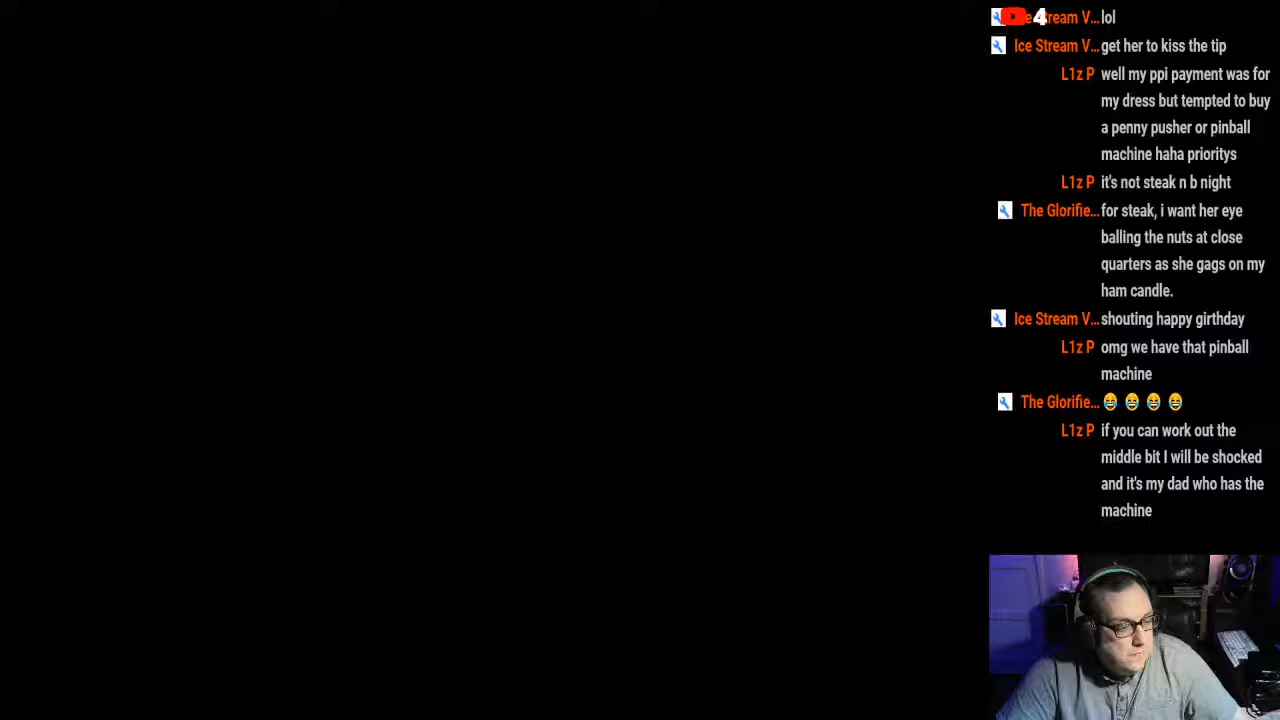 ream V... lol
4
Ice Stream V... get her to kiss the tip
L1z P well my ppi payment was for
my dress but tempted to buy
a penny pusher or pinball
machine haha prioritys
L1z P it's not steak n b night
The Glorifie... for steak, i want her eye
balling the nuts at close
quarters as she gags on my
ham candle.
Ice Stream V... shouting happy girthday
L1z P omg we have that pinball
machine
The Glorifie... 😂 😂 😂 😂
L1z P if you can work out the
middle bit I will be shocked
and it's my dad who has the
machine